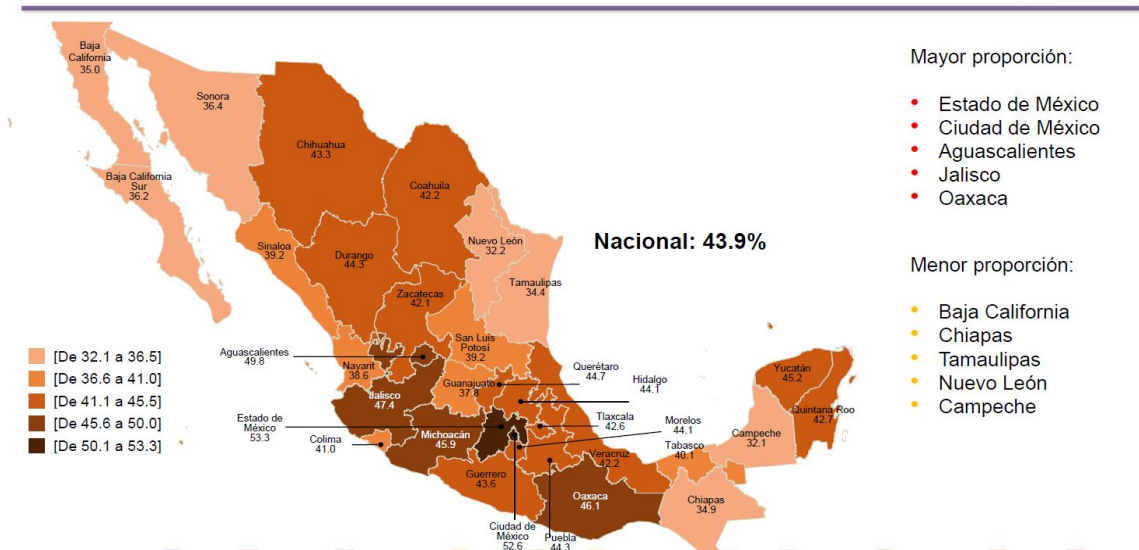 Baja
California
35.0
Sonora
36.4
Chihuahua
43.3
Coahuila
42.2
Baja California
Sur
36.2
Sinaloa
39.2
Durango
44.3
Nuevo León
32.2
Tamaulipas
34.4
Nacional: 43.9%
Zacatecas
42.1
San Luis
Potosí
39.2
Aguascalientes
49.8
Nayarit
38.6
Guanajuato
37.8
Querétaro
44.7
Hidalgo
44.1
Jalisco
47.4
Estado de
México
53.3
Colima
41.0
Michoacán
45.9
Tlaxcala
42.6
Morelos
44.1
Guerrero
43.6
Ciudad de
México
52.6
Puebla
44.3
Veracruz
42.2
Oaxaca
46.1
Tabasco
40.1
Chiapas
34.9
Campeche
32.1
Yucatán
45.2
Quintana Roo
42.7
[De 32.1 a 36.5]
[De 36.6 a 41.0]
[De 41.1 a 45.5]
[De 45.6 a 50.0]
[De 50.1 a 53.3]
Mayor proporción:
• Estado de México
• Ciudad de México
• Aguascalientes
• Jalisco
• Oaxaca
Menor proporción:
• Baja California
• Chiapas
• Tamaulipas
• Nuevo León
• Campeche